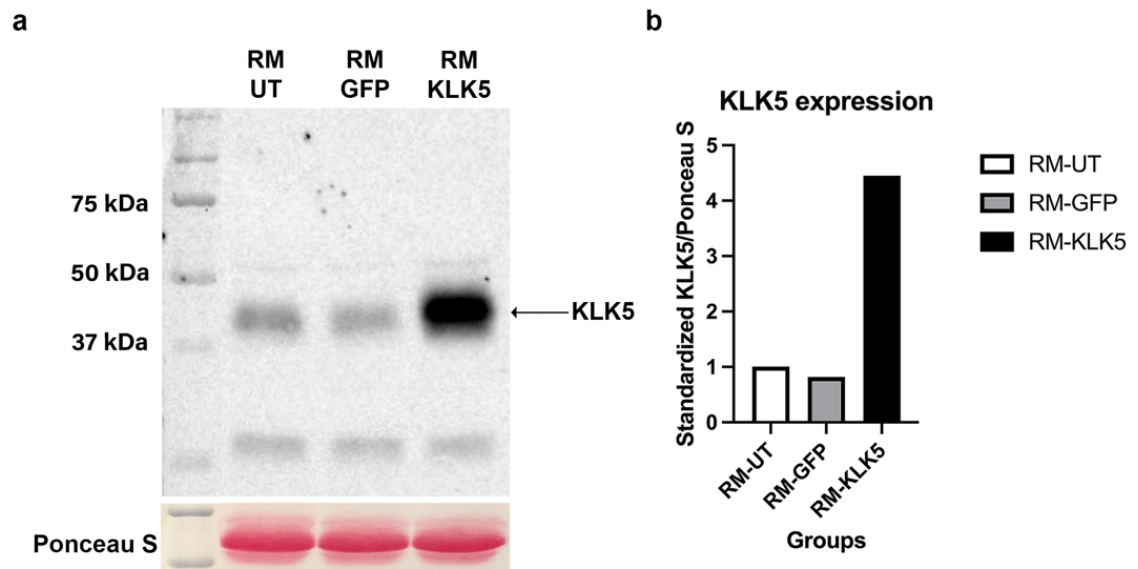 a
RM
UT
RM
GFP
RM
KLK5
75 kDa
50 kDa
37 kDa
KLK5
Ponceau S
b
KLK5 expression
Standardized KLK5/Ponceau S
5
4
3
2
1
0
RM-UT
RM-GFP
RM-KLK5
Groups
RM-UT
RM-GFP
RM-KLK5